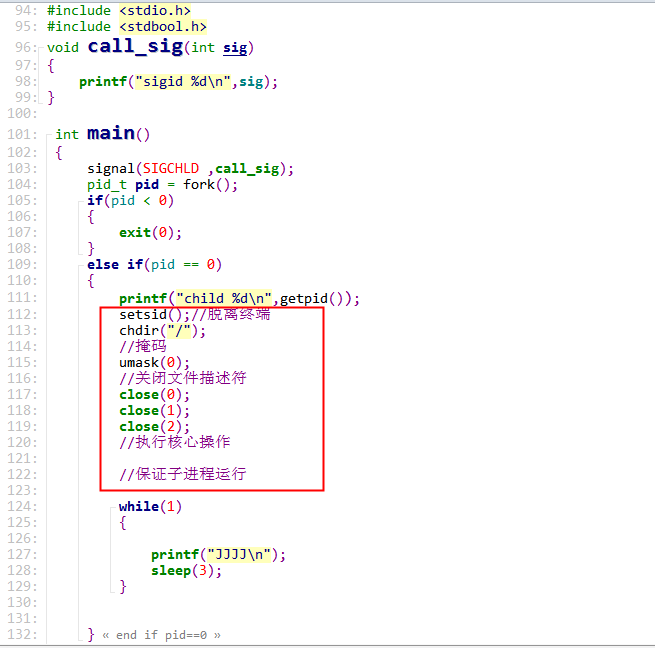 94: #include <stdio.h>
95: #include <stdbool.h>
96: void call_sig(int sig)
97: {
98: printf("sigid %d\n",sig);
99: }
100:
101: int main()
102: {
103: signal(SIGCHLD ,call_sig);
104: pid_t pid = fork();
105: if(pid < 0)
106: {
107: exit(0);
108: }
109: else if(pid == 0)
110: {
111: printf("child %d\n",getpid());
112: setsid();//脱离终端
113: chdir("/");
114: //掩码
115: umask(0);
116: //关闭文件描述符
117: close(0);
118: close(1);
119: close(2);
120: //执行核心操作
121:
122: //保证子进程运行
123:
124: while(1)
125: {
126:
127: printf("JJJJ\n");
128: sleep(3);
129: }
130:
131:
132: } « end if pid==0 »